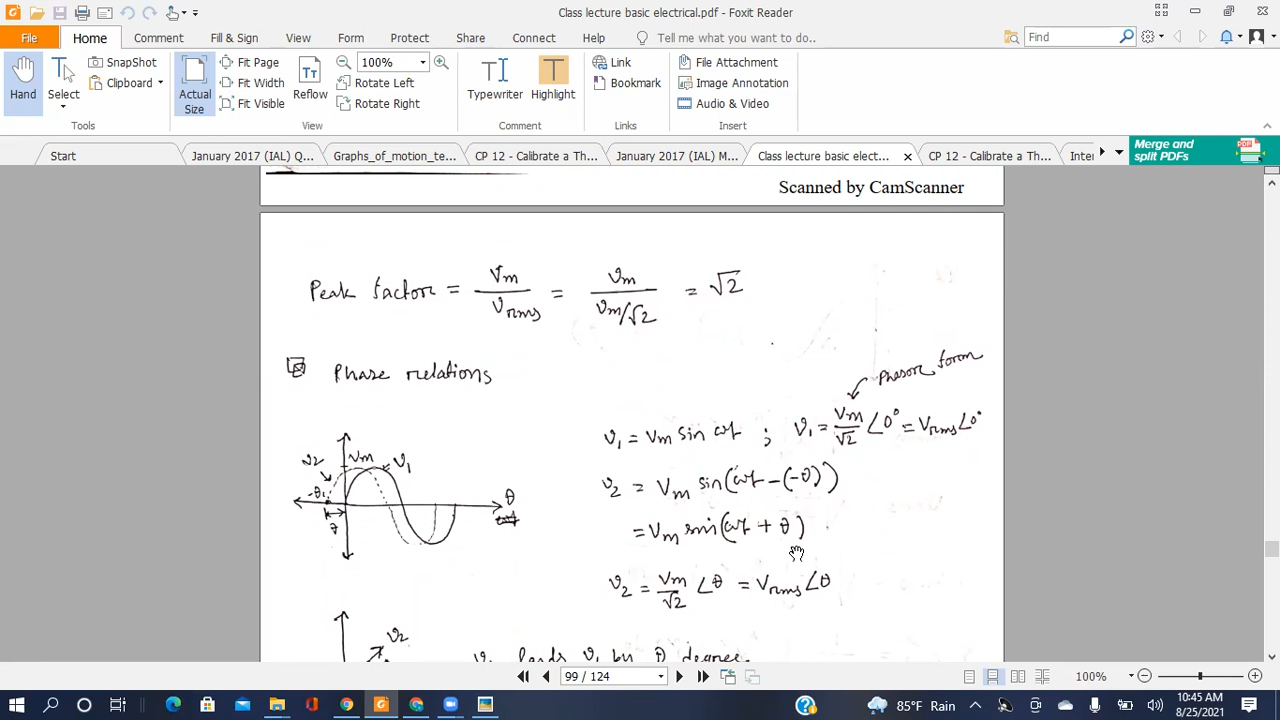 Class lecture basic electrical.pdf - Foxit Reader
File Home Comment Fill & Sign View Form Protect Share Connect Help Tell me what you want to do.. Find
Hand
Select
SnapShot
Clipboard
Tools
Actual Size
Fit Page
Fit Width
Fit Visible
Reflow
100%
Rotate Left
Rotate Right
View
Typewriter
Highlight
Comment
Link
Bookmark
Links
File Attachment
Image Annotation
Audio & Video
Insert
Start January 2017 (IAL) Q... Graphs_of_motion_te... CP 12 - Calibrate a Th... January 2017 (IAL) M... Class lecture basic electr... CP 12 - Calibrate a Th... Inter
Merge and split PDFs
Scanned by CamScanner
Peak factor = Vm/Vrms = Vm/Vm/√2 = √2
Phase relations
Phasor form
v1 = Vm sin ωt ; V1 = Vm/√2 ∠0° = Vrms∠0°
v2 = Vm sin(ωt - (-θ))
= Vm sin(ωt + θ)
V2 = Vm/√2 ∠θ = Vrms∠θ
v2 Vm v1
-θ
θ
θ
v2
leads v1 by θ degree.
99 / 124
100%
85°F Rain
10:45 AM
8/25/2021